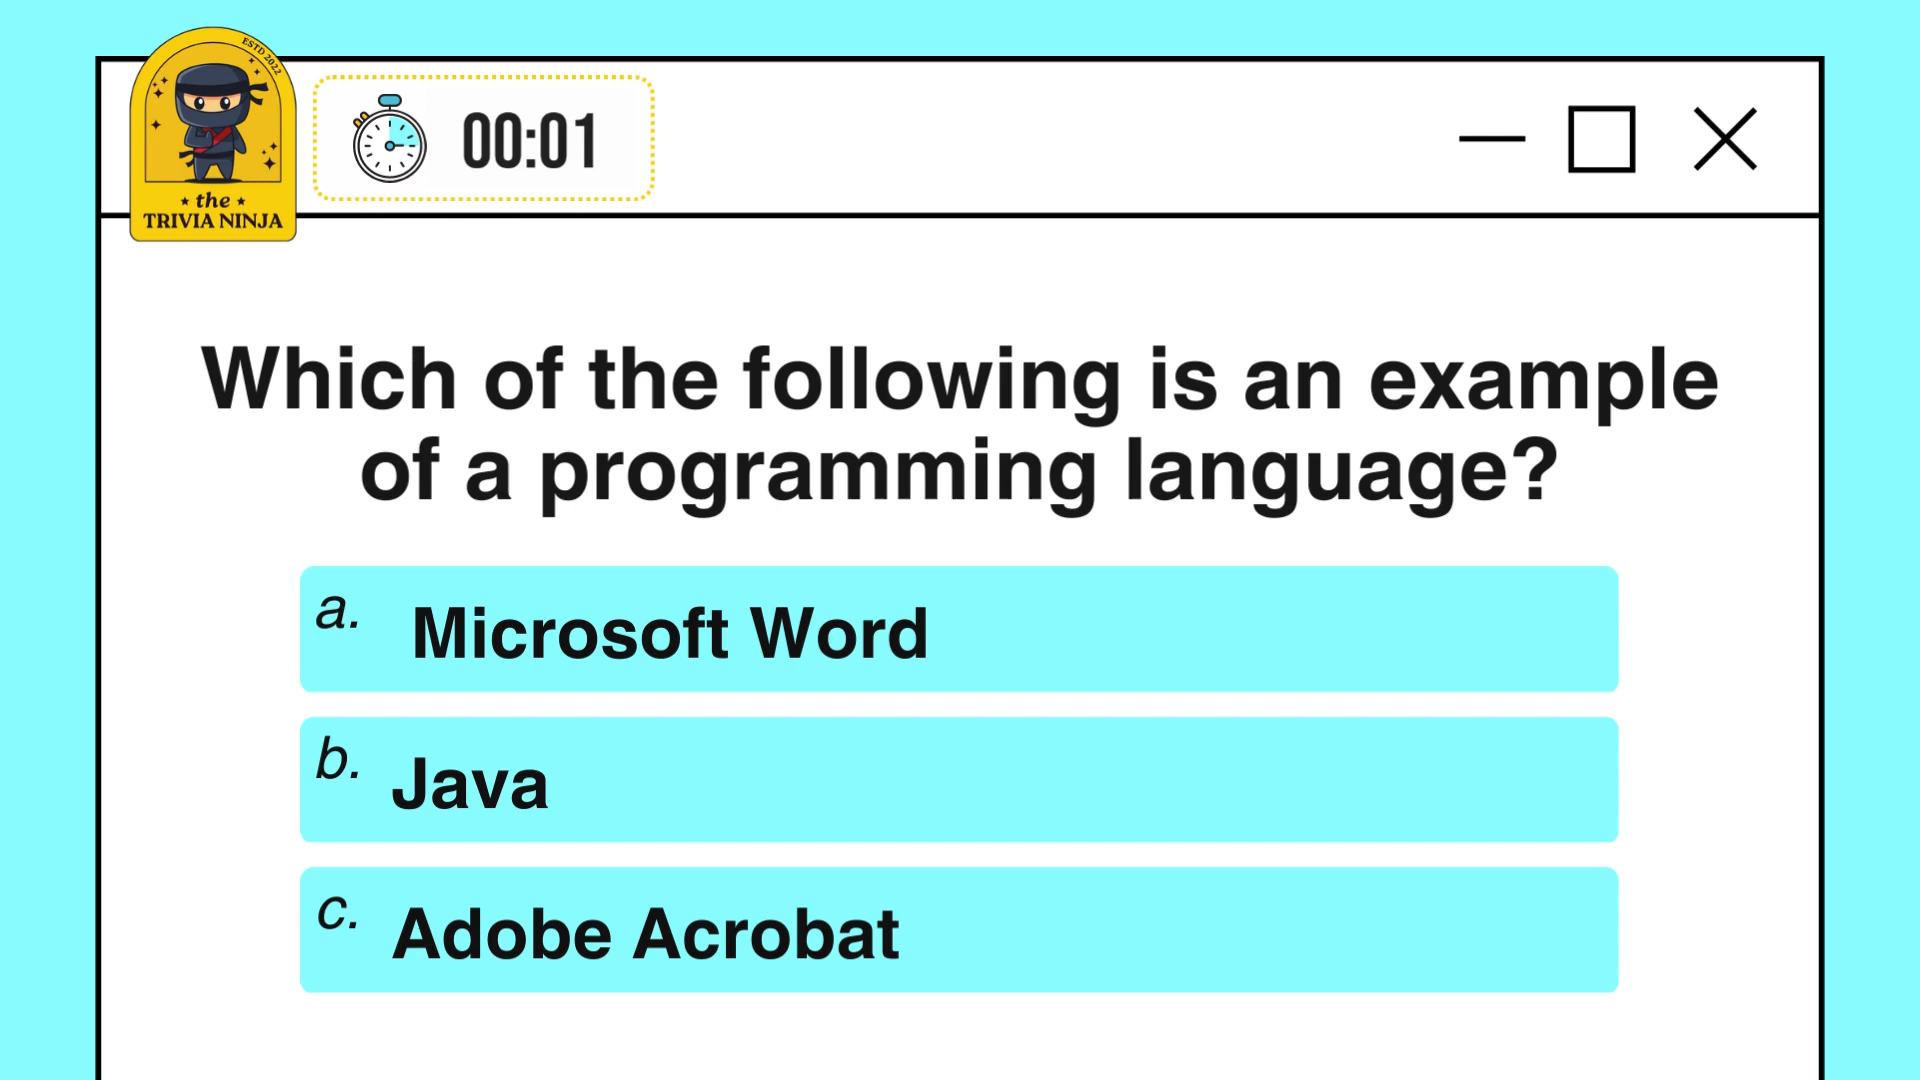 ESTD 2022
the
TRIVIA NINJA
00:01
Which of the following is an example
of a programming language?
a. Microsoft Word
b. Java
c. Adobe Acrobat